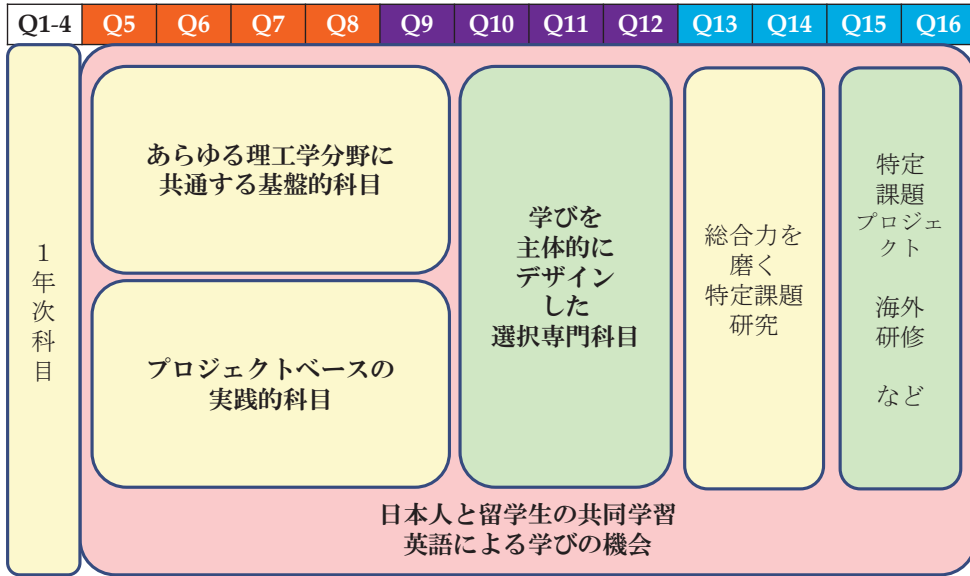 Q1-4 Q5 Q6 Q7 Q8 Q9 Q10 Q11 Q12 Q13 Q14 Q15 Q16
1年次科目
あらゆる理工学分野に
共通する基盤的科目
プロジェクトベースの
実践的科目
学びを
主体的に
デザイン
した
選択専門科目
総合力を
磨く
特定課題
研究
特定
課題
プロジェ
クト
海外
研修
など
日本人と留学生の共同学習
英語による学びの機会